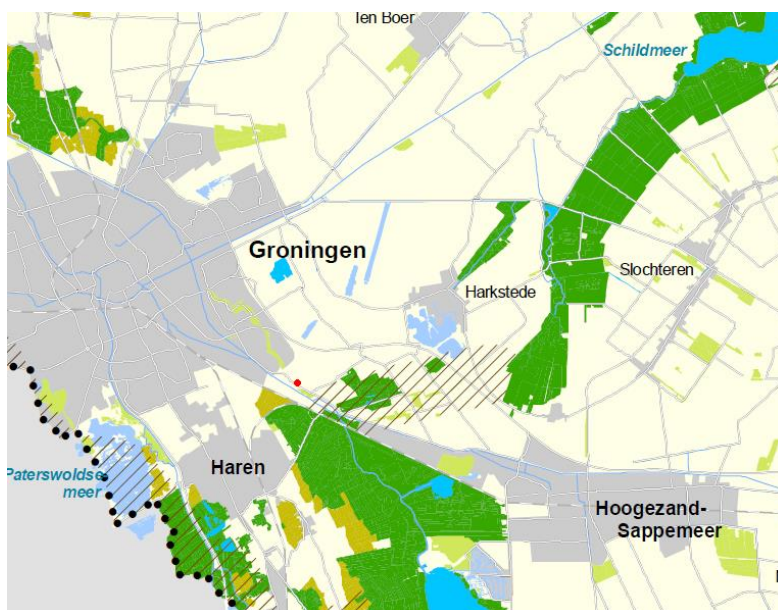 Ten Boer
Schildmeer
Groningen
Slochteren
Harkstede
Haren
Paterswoldse
meer
Hoogezand-
Sappemeer